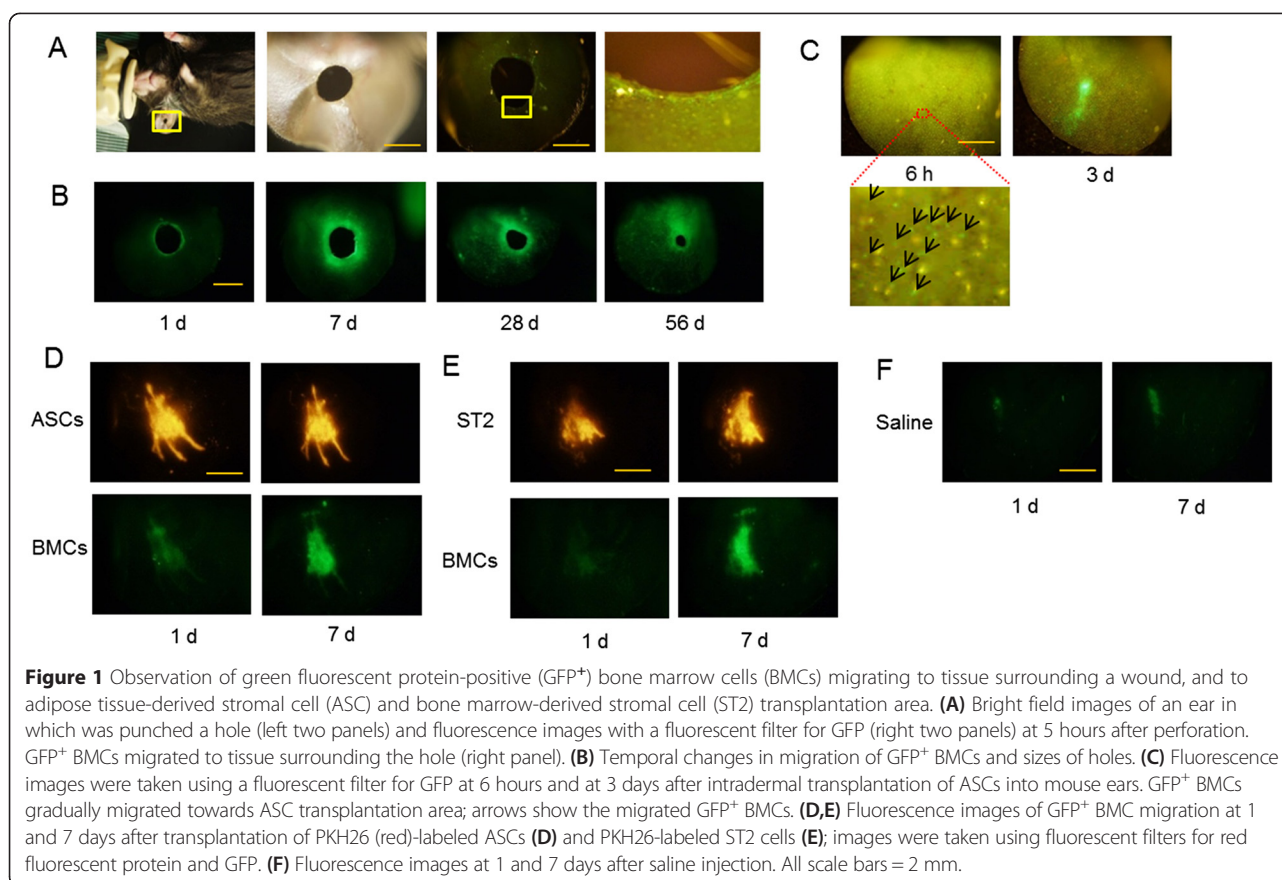 A
C
6 h
3 d
B
1 d
7 d
28 d
56 d
D
E
F
ASCs
ST2
Saline
1 d
7 d
BMCs
BMCs
1 d
7 d
1 d
7 d
Figure 1 Observation of green fluorescent protein-positive (GFP⁺) bone marrow cells (BMCs) migrating to tissue surrounding a wound, and to
adipose tissue-derived stromal cell (ASC) and bone marrow-derived stromal cell (ST2) transplantation area. (A) Bright field images of an ear in
which was punched a hole (left two panels) and fluorescence images with a fluorescent filter for GFP (right two panels) at 5 hours after perforation.
GFP⁺ BMCs migrated to tissue surrounding the hole (right panel). (B) Temporal changes in migration of GFP⁺ BMCs and sizes of holes. (C) Fluorescence
images were taken using a fluorescent filter for GFP at 6 hours and at 3 days after intradermal transplantation of ASCs into mouse ears. GFP⁺ BMCs
gradually migrated towards ASC transplantation area; arrows show the migrated GFP⁺ BMCs. (D,E) Fluorescence images of GFP⁺ BMC migration at 1
and 7 days after transplantation of PKH26 (red)-labeled ASCs (D) and PKH26-labeled ST2 cells (E); images were taken using fluorescent filters for red
fluorescent protein and GFP. (F) Fluorescence images at 1 and 7 days after saline injection. All scale bars = 2 mm.